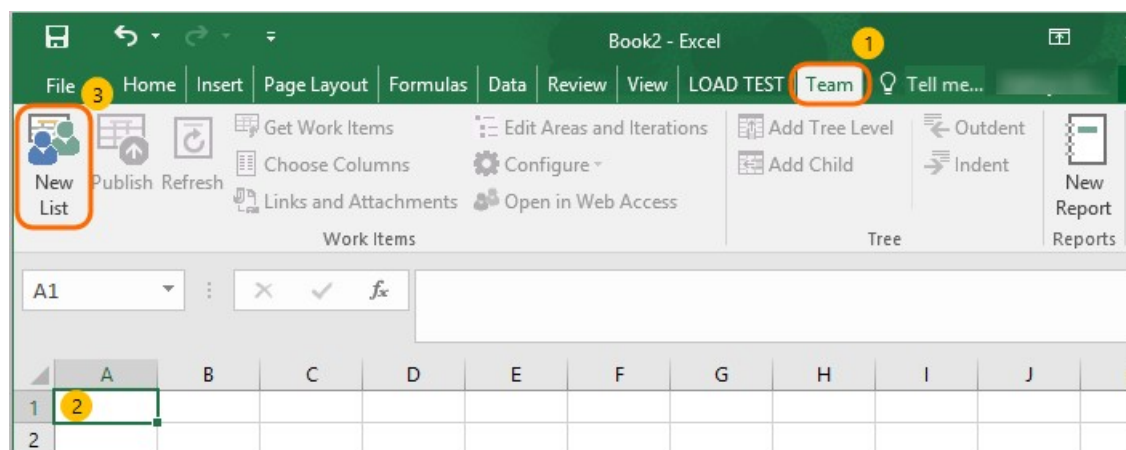 Book2 - Excel
1
File Home Insert Page Layout Formulas Data Review View LOAD TEST Team Tell me...
3
New List
Publish
Refresh
Get Work Items
Choose Columns
Links and Attachments
Edit Areas and Iterations
Configure
Open in Web Access
Work Items
Add Tree Level
Add Child
Outdent
Indent
Tree
New Report
Reports
A1
fx
A B C D E F G H I J
1 2
2